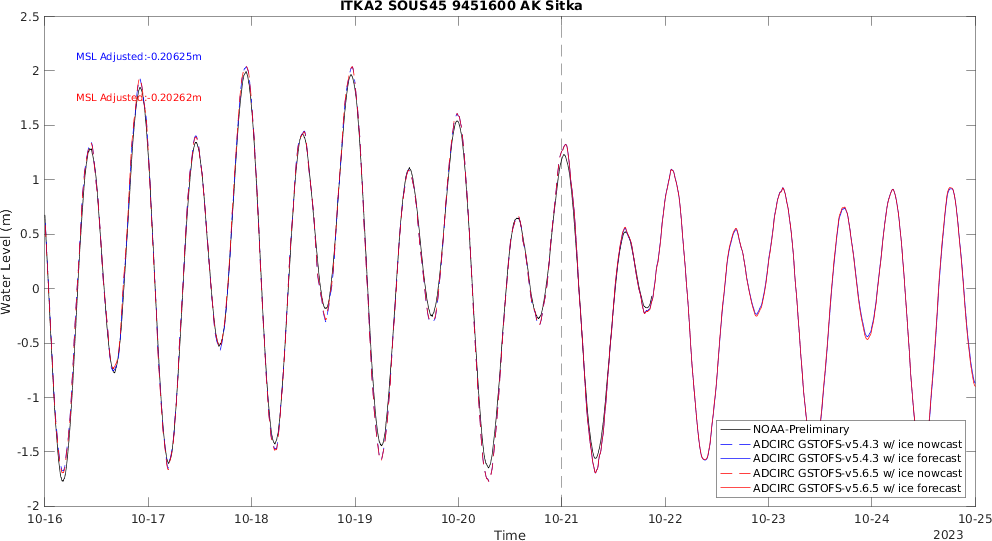 ITKA2 SOUS45 9451600 AK Sitka
MSL Adjusted:-0.20625m
MSL Adjusted:-0.20262m
Water Level (m)
2.5
2
1.5
1
0.5
0
-0.5
-1
-1.5
-2
NOAA-Preliminary
ADCIRC GSTOFS-v5.4.3 w/ ice nowcast
ADCIRC GSTOFS-v5.4.3 w/ ice forecast
ADCIRC GSTOFS-v5.6.5 w/ ice nowcast
ADCIRC GSTOFS-v5.6.5 w/ ice forecast
10-16 10-17 10-18 10-19 10-20 10-21 10-22 10-23 10-24 10-25
Time
2023